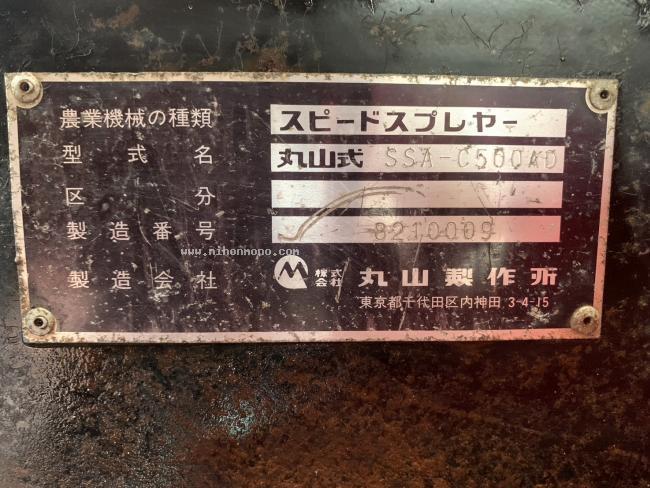 農業機械の種類 スピードスプレヤー
型式名 丸山式 SSA-C500AD
区分
製造番号 8210009
www.nihonmopo.com
製造会社 株式会社 丸山製作所
東京都千代田区内神田 3-4-15